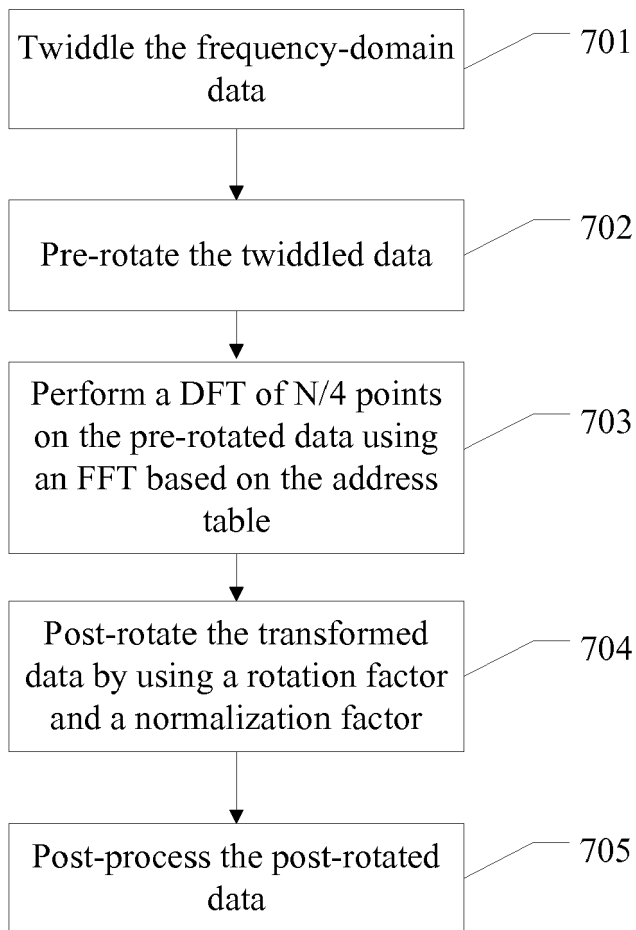 Twiddle the frequency-domain
data
701
Pre-rotate the twiddled data
702
Perform a DFT of N/4 points
on the pre-rotated data using
an FFT based on the address
table
703
Post-rotate the transformed
data by using a rotation factor
and a normalization factor
704
Post-process the post-rotated
data
705